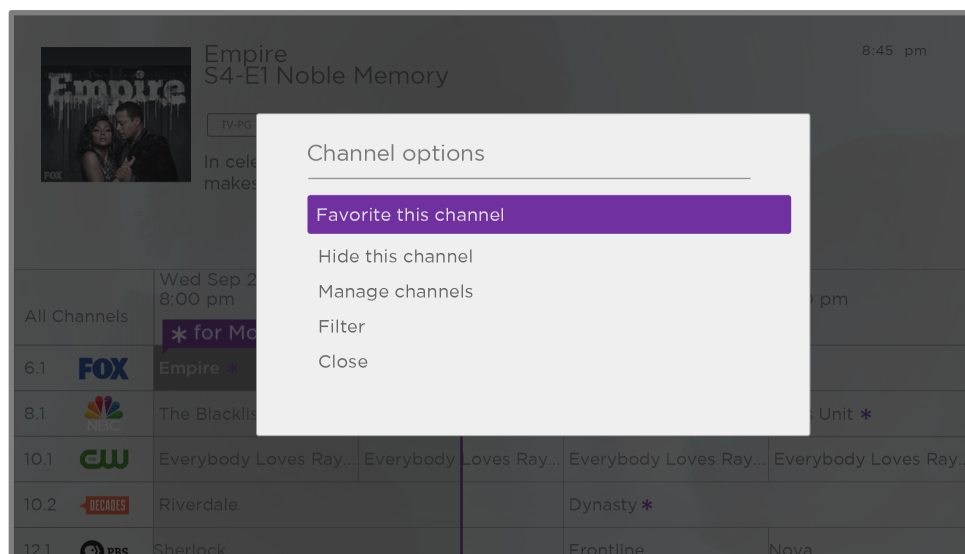 Empire
S4-E1 Noble Memory
8:45 pm
Empire
FOX
TV-PG
In cele
makes
Channel options
Favorite this channel
Hide this channel
Manage channels
Filter
Close
Wed Sep 2
8:00 pm
pm
All Channels
* for Mo
6.1 FOX Empire *
8.1 NBC The Blacklis Unit *
10.1 THE CW Everybody Loves Ray... Everybody Loves Ray... Everybody Loves Ray... Everybody Loves Ray..
10.2 DECADES Riverdale Dynasty *
12.1 PBS Sherlock Frontline Nova